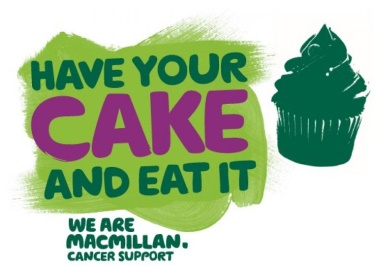 HAVE YOUR
CAKE
AND EAT IT
WE ARE
MACMILLAN.
CANCER SUPPORT